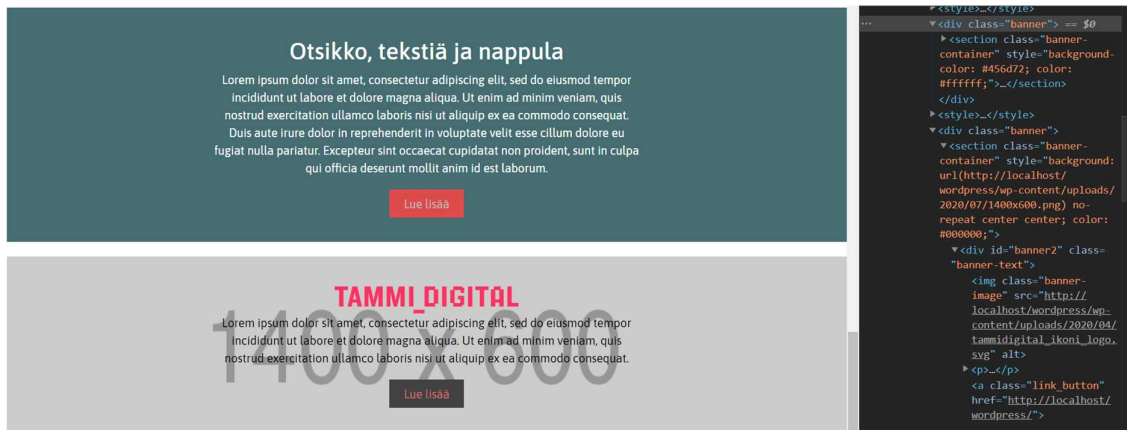 Otsikko, tekstiä ja nappula
Lorem ipsum dolor sit amet, consectetur adipiscing elit, sed do eiusmod tempor
incididunt ut labore et dolore magna aliqua. Ut enim ad minim veniam, quis
nostrud exercitation ullamco laboris nisi ut aliquip ex ea commodo consequat.
Duis aute irure dolor in reprehenderit in voluptate velit esse cillum dolore eu
fugiat nulla pariatur. Excepteur sint occaecat cupidatat non proident, sunt in culpa
qui officia deserunt mollit anim id est laborum.
Lue lisää
TAMMI_DIGITAL
1400 x 600
Lorem ipsum dolor sit amet, consectetur adipiscing elit, sed do eiusmod tempor
incididunt ut labore et dolore magna aliqua. Ut enim ad minim veniam, quis
nostrud exercitation ullamco laboris nisi ut aliquip ex ea commodo consequat.
Lue lisää
<style>…</style>
<div class="banner"> == $0
<section class="banner-
container" style="background-
color: #456d72; color:
#ffffff;">…</section>
</div>
<style>…</style>
<div class="banner">
<section class="banner-
container" style="background:
url(http://localhost/
wordpress/wp-content/uploads/
2020/07/1400x600.png) no-
repeat center center; color:
#000000;">
<div id="banner2" class=
"banner-text">
<img class="banner-
image" src="http://
localhost/wordpress/wp-
content/uploads/2020/04/
tammidigital_ikoni_logo.
svg" alt>
<p>…</p>
<a class="link_button"
href="http://localhost/
wordpress/">